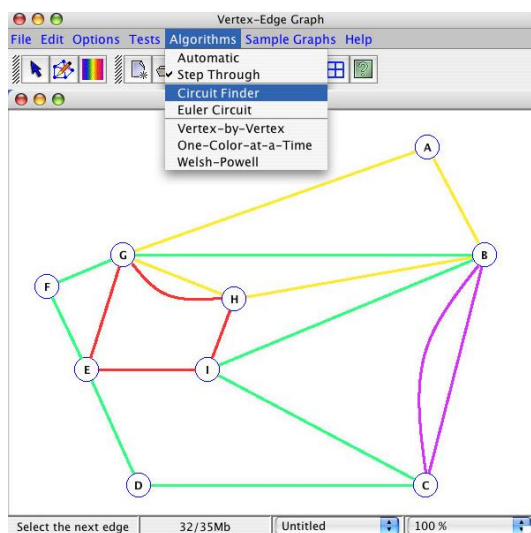 Vertex-Edge Graph
File Edit Options Tests Algorithms Sample Graphs Help
Automatic
✓ Step Through
Circuit Finder
Euler Circuit
Vertex-by-Vertex
One-Color-at-a-Time
Welsh-Powell
A
G
B
F
H
E
I
D
C
Select the next edge 32/35Mb Untitled 100 %